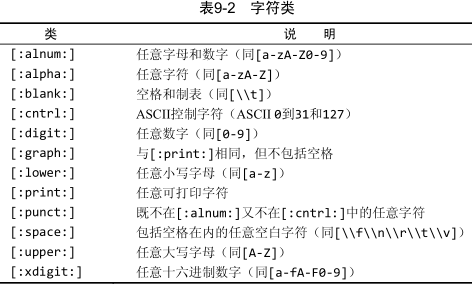 表9-2 字符类
类 说 明
[:alnum:] 任意字母和数字（同[a-zA-Z0-9]）
[:alpha:] 任意字符（同[a-zA-Z]）
[:blank:] 空格和制表（同[\\t]）
[:cntrl:] ASCII控制字符（ASCII 0到31和127）
[:digit:] 任意数字（同[0-9]）
[:graph:] 与[:print:]相同，但不包括空格
[:lower:] 任意小写字母（同[a-z]）
[:print:] 任意可打印字符
[:punct:] 既不在[:alnum:]又不在[:cntrl:]中的任意字符
[:space:] 包括空格在内的任意空白字符（同[\\f\\n\\r\\t\\v]）
[:upper:] 任意大写字母（同[A-Z]）
[:xdigit:] 任意十六进制数字（同[a-fA-F0-9]）